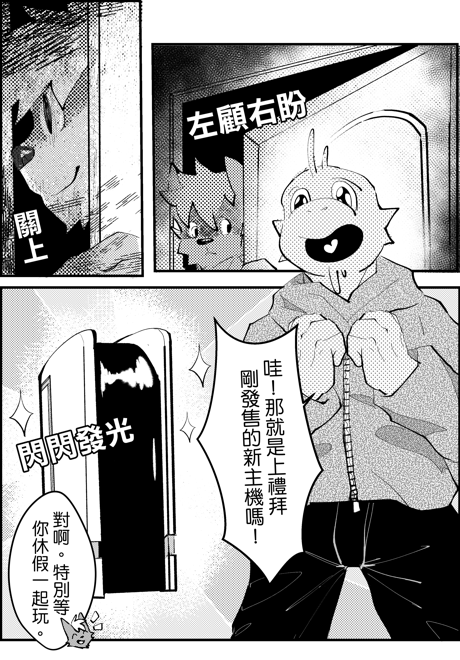 左顧右盼
關上
哇！那就是上禮拜
剛發售的新主機嗎！
閃閃發光
對啊。特別等
你休假一起玩。